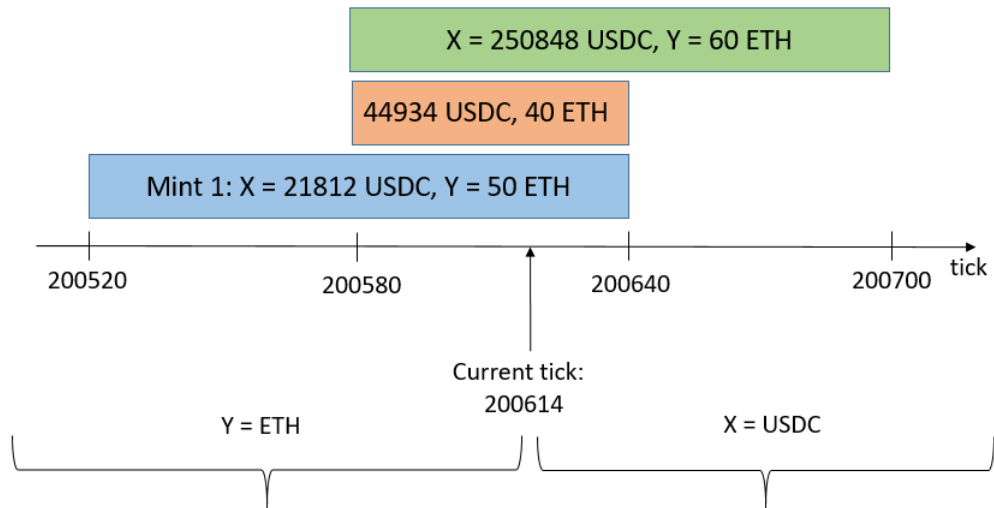 X = 250848 USDC, Y = 60 ETH
44934 USDC, 40 ETH
Mint 1: X = 21812 USDC, Y = 50 ETH
200520
200580
200640
200700
tick
Current tick:
200614
Y = ETH
X = USDC